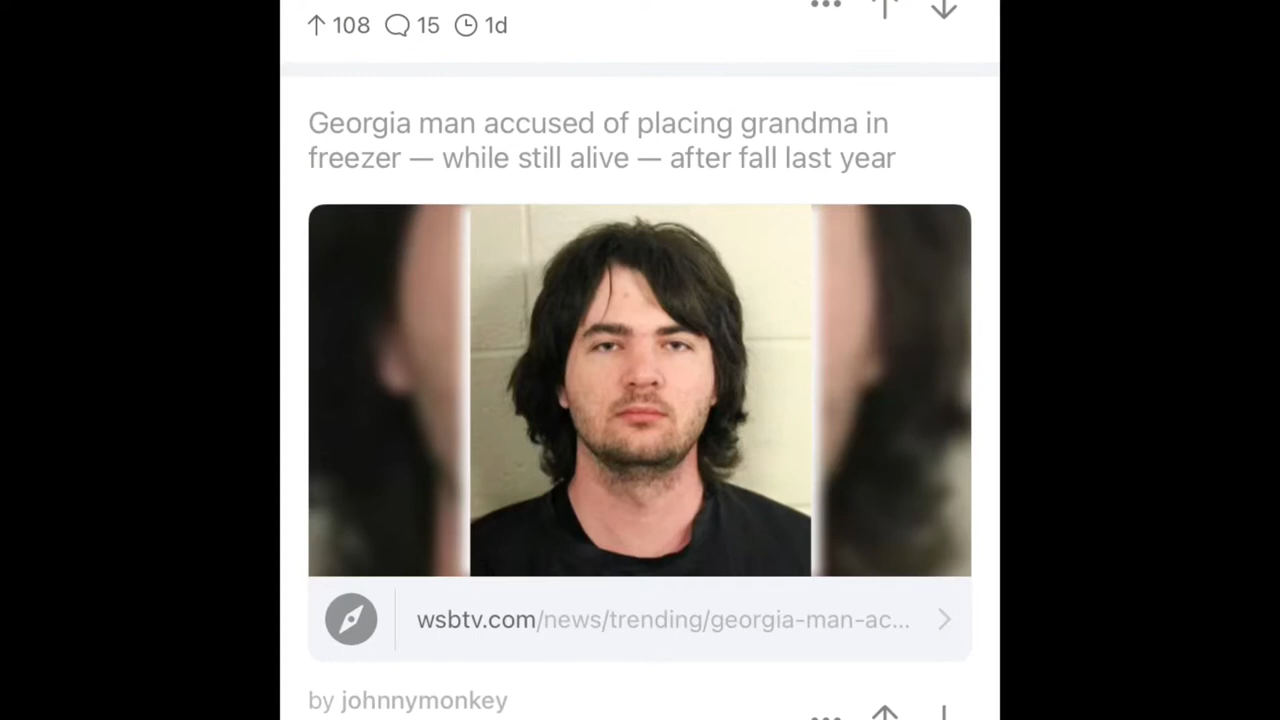 108 15 1d
Georgia man accused of placing grandma in
freezer — while still alive — after fall last year
wsbtv.com/news/trending/georgia-man-ac...
by johnnymonkey